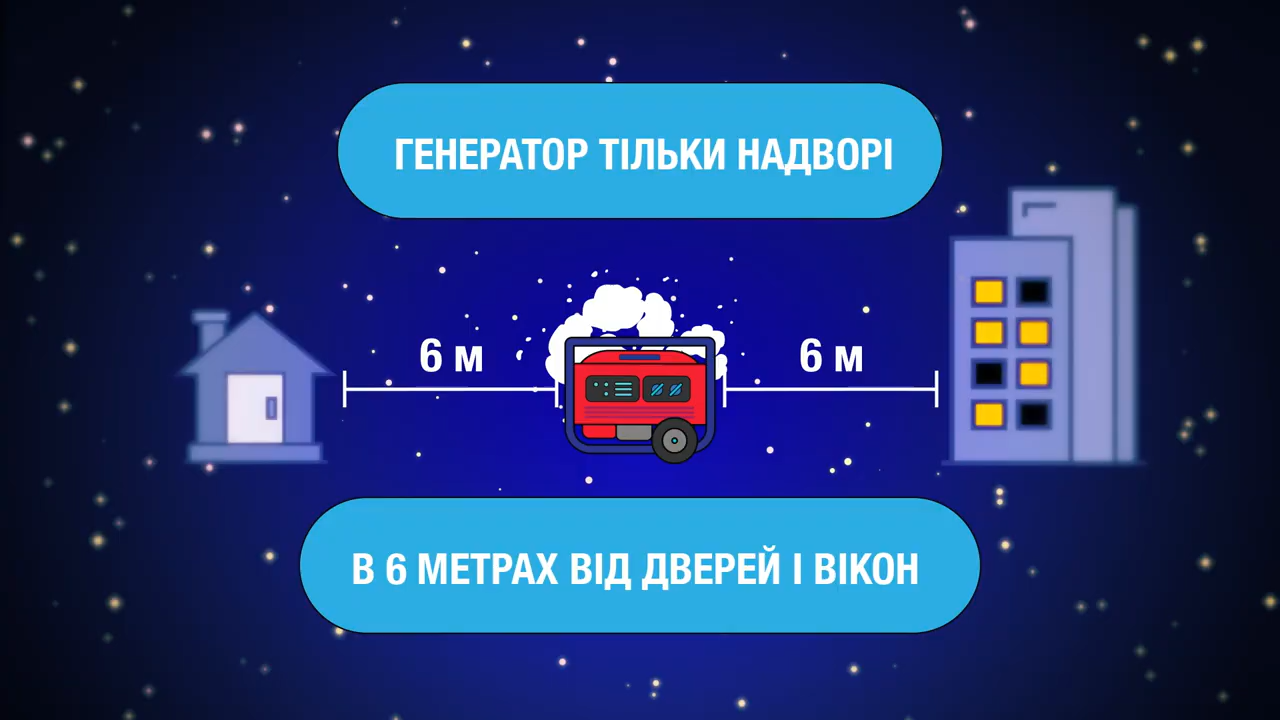 ГЕНЕРАТОР ТІЛЬКИ НАДВОРІ
6 м
6 м
В 6 МЕТРАХ ВІД ДВЕРЕЙ І ВІКОН